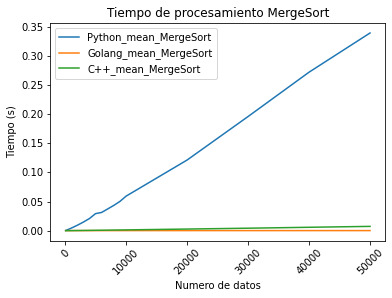 Tiempo de procesamiento MergeSort
Python_mean_MergeSort
Golang_mean_MergeSort
C++_mean_MergeSort
Tiempo (s)
0.35
0.30
0.25
0.20
0.15
0.10
0.05
0.00
0
10000
20000
30000
40000
50000
Numero de datos